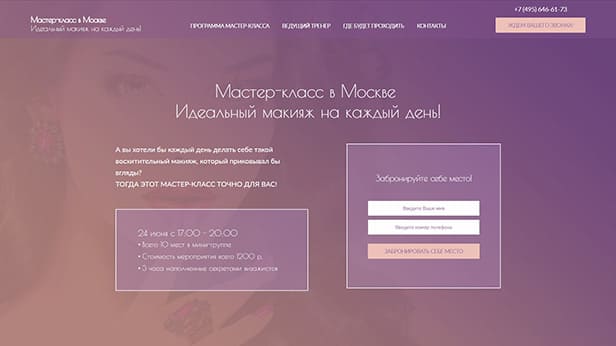 Мастер-класс в Москве
Идеальный макияж на каждый день!
ПРОГРАММА МАСТЕР-КЛАССА
ВЕДУЩИЙ ТРЕНЕР
ГДЕ БУДЕТ ПРОХОДИТЬ
КОНТАКТЫ
+7 (495) 646-61-73
ЖДЕМ ВАШЕГО ЗВОНКА!
Мастер-класс в Москве
Идеальный макияж на каждый день!
А вы хотели бы каждый день делать себе такой
восхитительный макияж, который приковывал бы
вгляды?
ТОГДА ЭТОТ МАСТЕР-КЛАСС ТОЧНО ДЛЯ ВАС!
24 июня с 17:00 - 20:00
• Всего 10 мест в мини-группе
• Стоимость мероприятия всего 1200 р.
• 3 часа наполненные секретами визажистов
Забронируйте себе место!
Введите Ваше имя
Введите номер телефона
ЗАБРОНИРОВАТЬ СЕБЕ МЕСТО